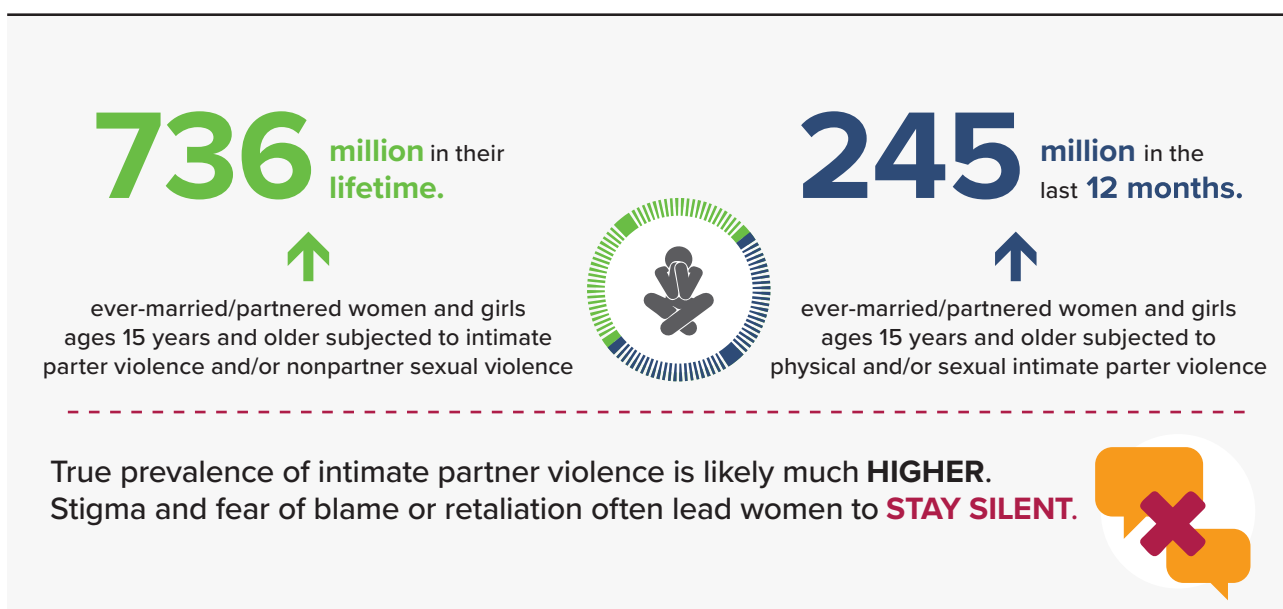 736 million in their
lifetime.
ever-married/partnered women and girls
ages 15 years and older subjected to intimate
parter violence and/or nonpartner sexual violence
245 million in the
last 12 months.
ever-married/partnered women and girls
ages 15 years and older subjected to
physical and/or sexual intimate parter violence
True prevalence of intimate partner violence is likely much HIGHER.
Stigma and fear of blame or retaliation often lead women to STAY SILENT.